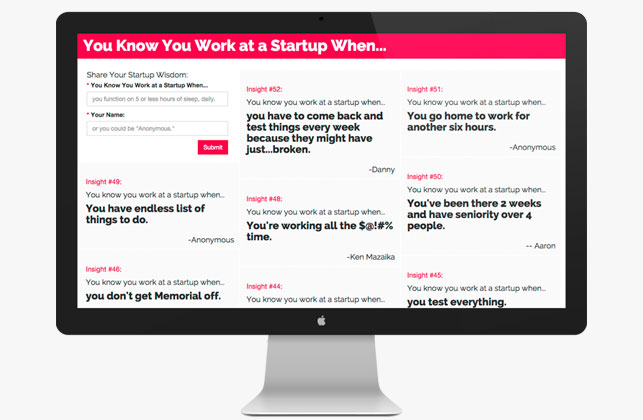 You Know You Work at a Startup When...
Share Your Startup Wisdom:
* You Know You Work at a Startup When...
you function on 5 or less hours of sleep, daily.
* Your Name:
or you could be "Anonymous."
Submit
Insight #49:
You know you work at a startup when...
You have endless list of
things to do.
-Anonymous
Insight #46:
You know you work at a startup when...
you don't get Memorial off.
Insight #52:
You know you work at a startup when...
you have to come back and
test things every week
because they might have
just...broken.
-Danny
Insight #48:
You know you work at a startup when...
You're working all the $@!#%
time.
-Ken Mazaika
Insight #44:
You know you work at a startup when...
Insight #51:
You know you work at a startup when...
You go home to work for
another six hours.
-Anonymous
Insight #50:
You know you work at a startup when...
You've been there 2 weeks
and have seniority over 4
people.
-- Aaron
Insight #45:
You know you work at a startup when...
you test everything.